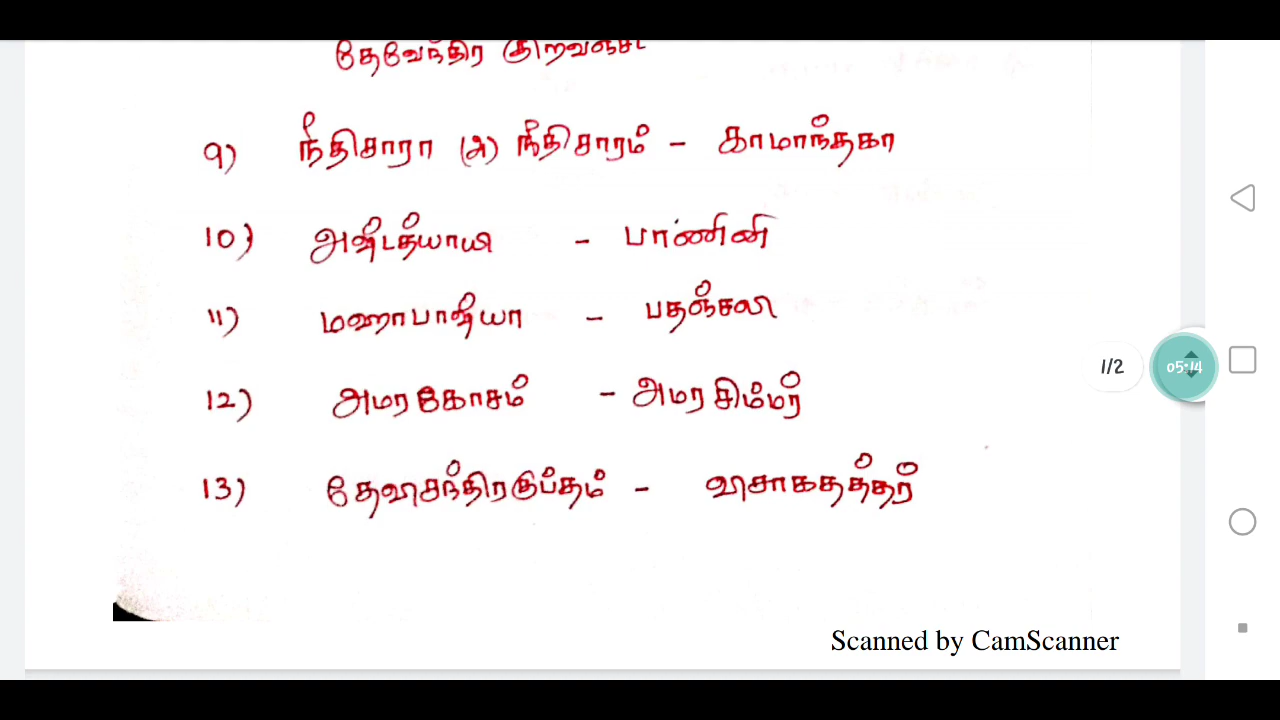 தேவேந்திர குறவஞ்சி
9) நீதிசாரா (அ) நீதிசாரம் - காமாந்தகா
10) அஷ்டத்யாயி - பாணினி
11) மஹாபாஷ்யா - பதஞ்சலி
1/2
05:14
12) அமரகோசம் - அமரசிம்மர்
13) தேவிசந்திரகுப்தம் - விசாகதத்தர்
Scanned by CamScanner